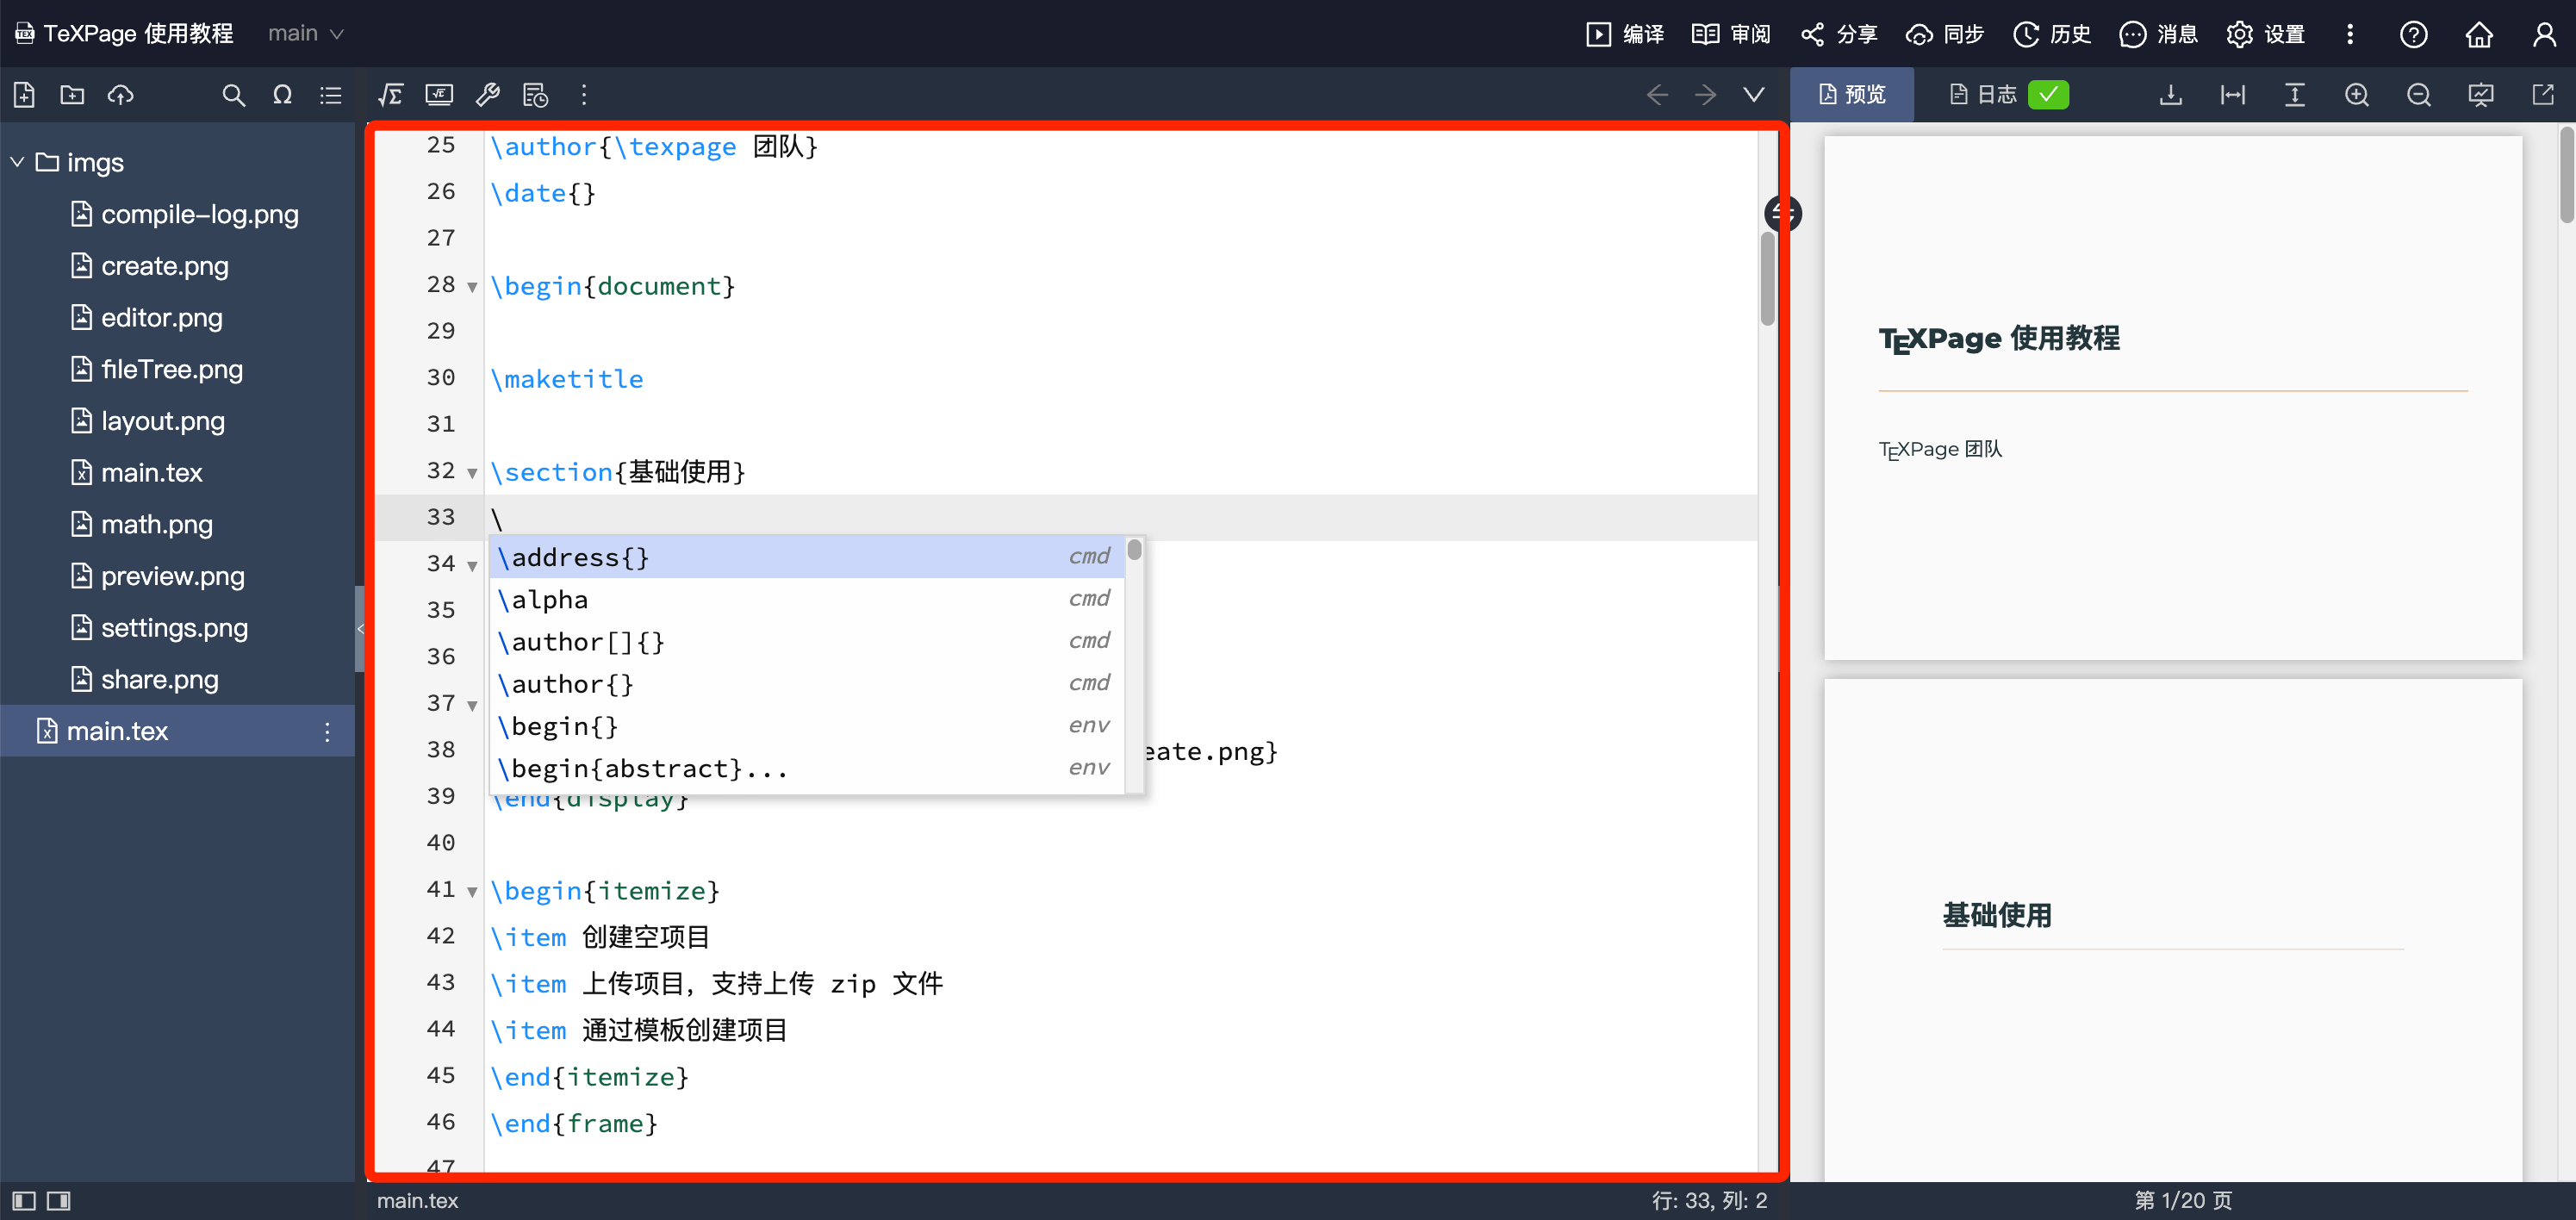 TeXPage 使用教程 main
编译 审阅 分享 同步 历史 消息 设置
预览 日志
imgs
compile-log.png
create.png
editor.png
fileTree.png
layout.png
main.tex
math.png
preview.png
settings.png
share.png
main.tex
25 \author{\texpage 团队}
26 \date{}
27
28 \begin{document}
29
30 \maketitle
31
32 \section{基础使用}
33 \
\address{} cmd
\alpha cmd
\author[]{} cmd
\author{} cmd
\begin{} env
\begin{abstract}... env
34
35
36
37
38 eate.png}
39 \end{display}
40
41 \begin{itemize}
42 \item 创建空项目
43 \item 上传项目，支持上传 zip 文件
44 \item 通过模板创建项目
45 \end{itemize}
46 \end{frame}
47
TEXPage 使用教程
TEXPage 团队
基础使用
main.tex
行: 33, 列: 2
第 1/20 页